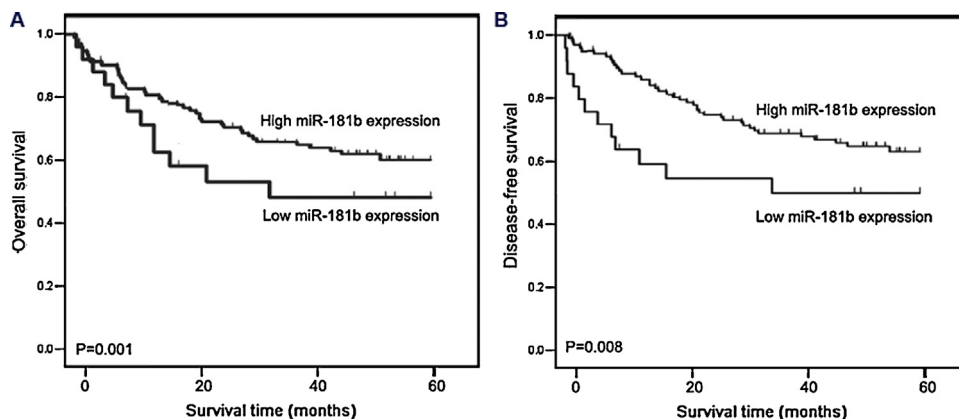 A
1.0
0.8
0.6
0.4
0.2
0.0
Overall survival
High miR-181b expression
Low miR-181b expression
P=0.001
0 20 40 60
Survival time (months)
B
1.0
0.8
0.6
0.4
0.2
0.0
Disease-free survival
High miR-181b expression
Low miR-181b expression
P=0.008
0 20 40 60
Survival time (months)